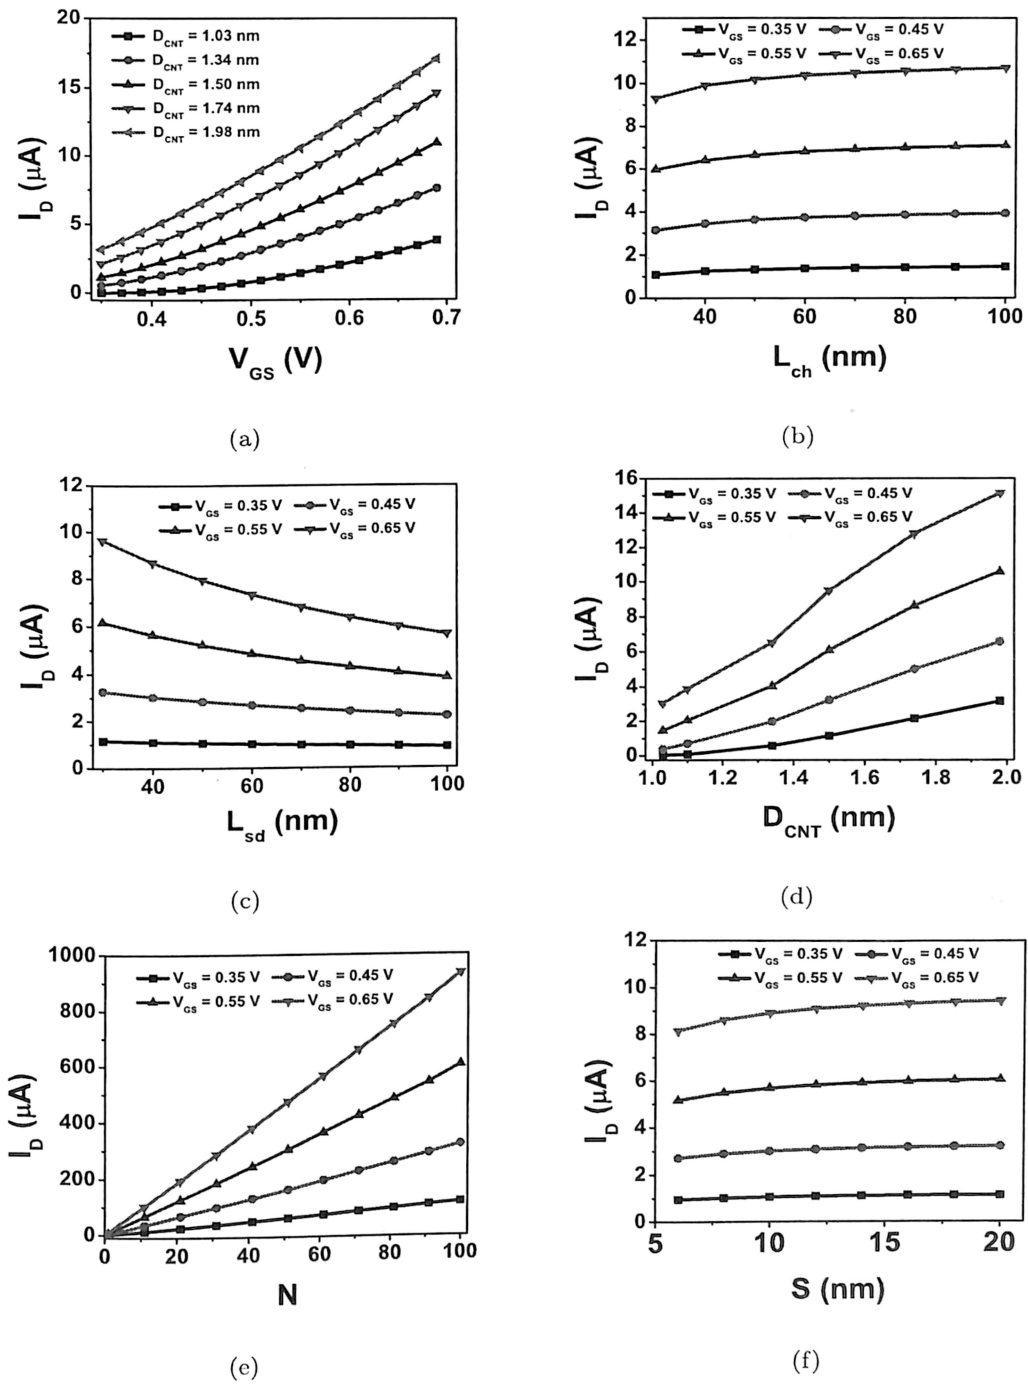 20
15
10
5
0
D_CNT = 1.03 nm
D_CNT = 1.34 nm
D_CNT = 1.50 nm
D_CNT = 1.74 nm
D_CNT = 1.98 nm
I_D (μA)
0.4 0.5 0.6 0.7
V_GS (V)
(a)
12
10
8
6
4
2
0
V_GS = 0.35 V V_GS = 0.45 V
V_GS = 0.55 V V_GS = 0.65 V
I_D (μA)
40 60 80 100
L_ch (nm)
(b)
12
10
8
6
4
2
0
V_GS = 0.35 V V_GS = 0.45 V
V_GS = 0.55 V V_GS = 0.65 V
I_D (μA)
40 60 80 100
L_sd (nm)
(c)
16
14
12
10
8
6
4
2
0
V_GS = 0.35 V V_GS = 0.45 V
V_GS = 0.55 V V_GS = 0.65 V
I_D (μA)
1.0 1.2 1.4 1.6 1.8 2.0
D_CNT (nm)
(d)
1000
800
600
400
200
0
V_GS = 0.35 V V_GS = 0.45 V
V_GS = 0.55 V V_GS = 0.65 V
I_D (μA)
0 20 40 60 80 100
N
(e)
12
10
8
6
4
2
0
V_GS = 0.35 V V_GS = 0.45 V
V_GS = 0.55 V V_GS = 0.65 V
I_D (μA)
5 10 15 20
S (nm)
(f)